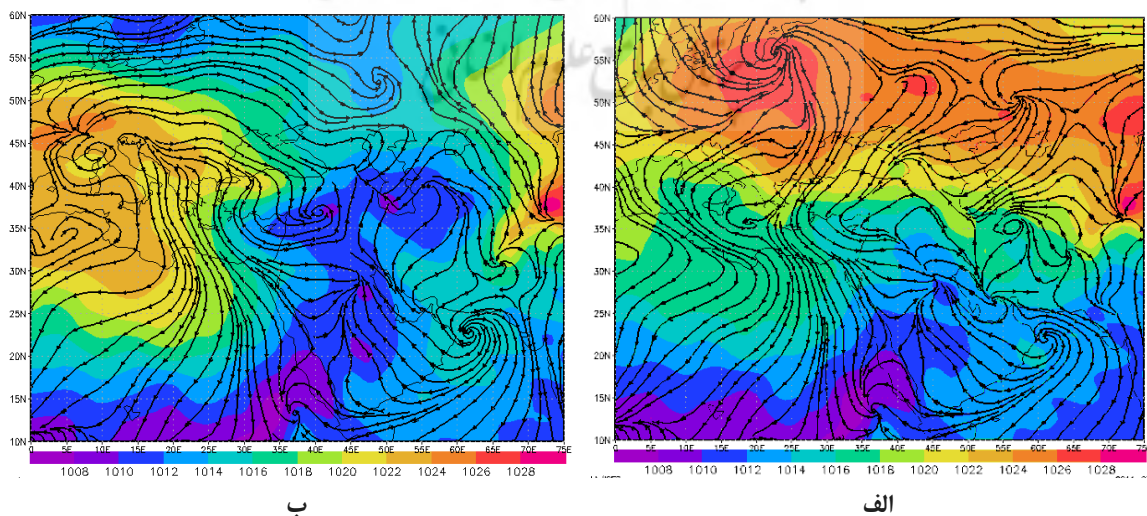 60N 60N
55N 55N
50N 50N
45N 45N
40N 40N
35N 35N
30N 30N
25N 25N
20N 20N
15N 15N
10N 10N
0 5E 10E 15E 20E 25E 30E 35E 40E 45E 50E 55E 60E 65E 70E 75E
0 5E 10E 15E 20E 25E 30E 35E 40E 45E 50E 55E 60E 65E 70E 75
1008 1010 1012 1014 1016 1018 1020 1022 1024 1026 1028
1008 1010 1012 1014 1016 1018 1020 1022 1024 1026 1028
الف
ب